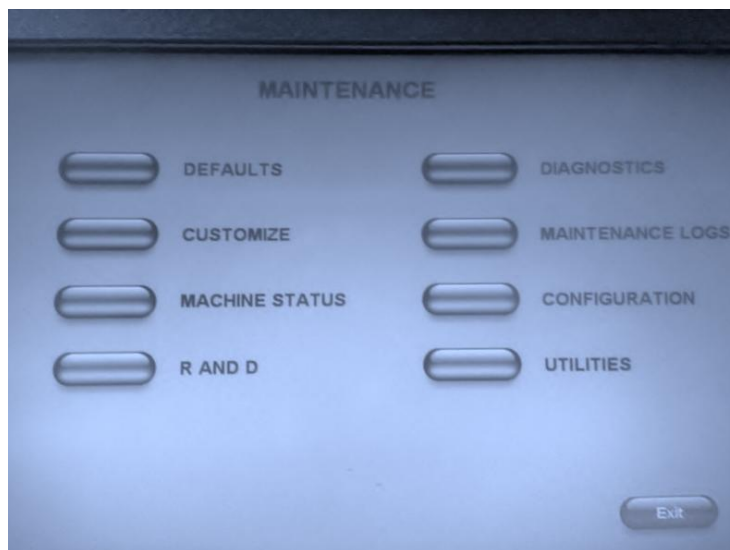 MAINTENANCE
DEFAULTS
DIAGNOSTICS
CUSTOMIZE
MAINTENANCE LOGS
MACHINE STATUS
CONFIGURATION
R AND D
UTILITIES
Exit